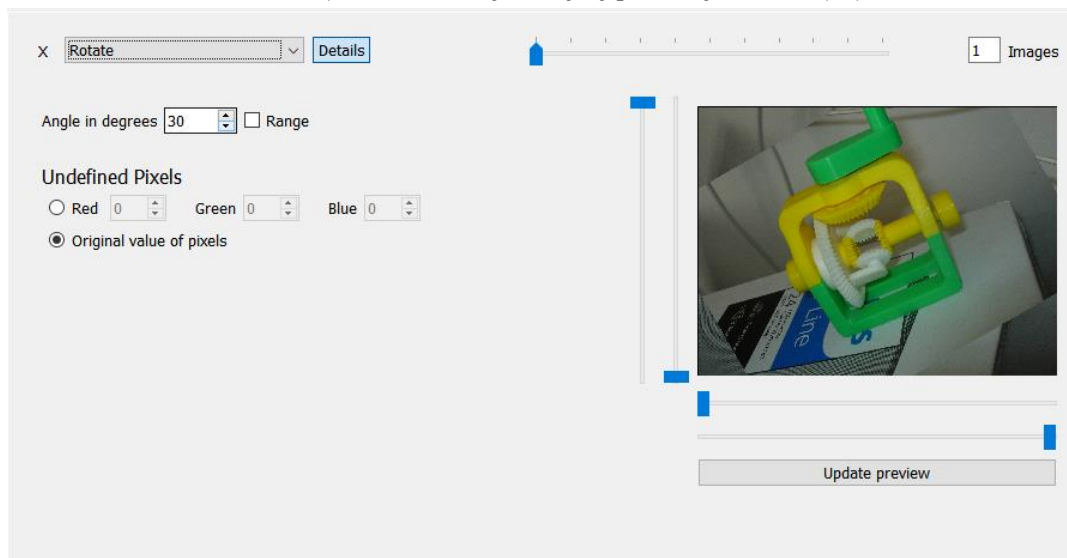 X Rotate Details 1 Images
Angle in degrees 30 Range
Undefined Pixels
Red 0 Green 0 Blue 0
Original value of pixels
Line
Update preview